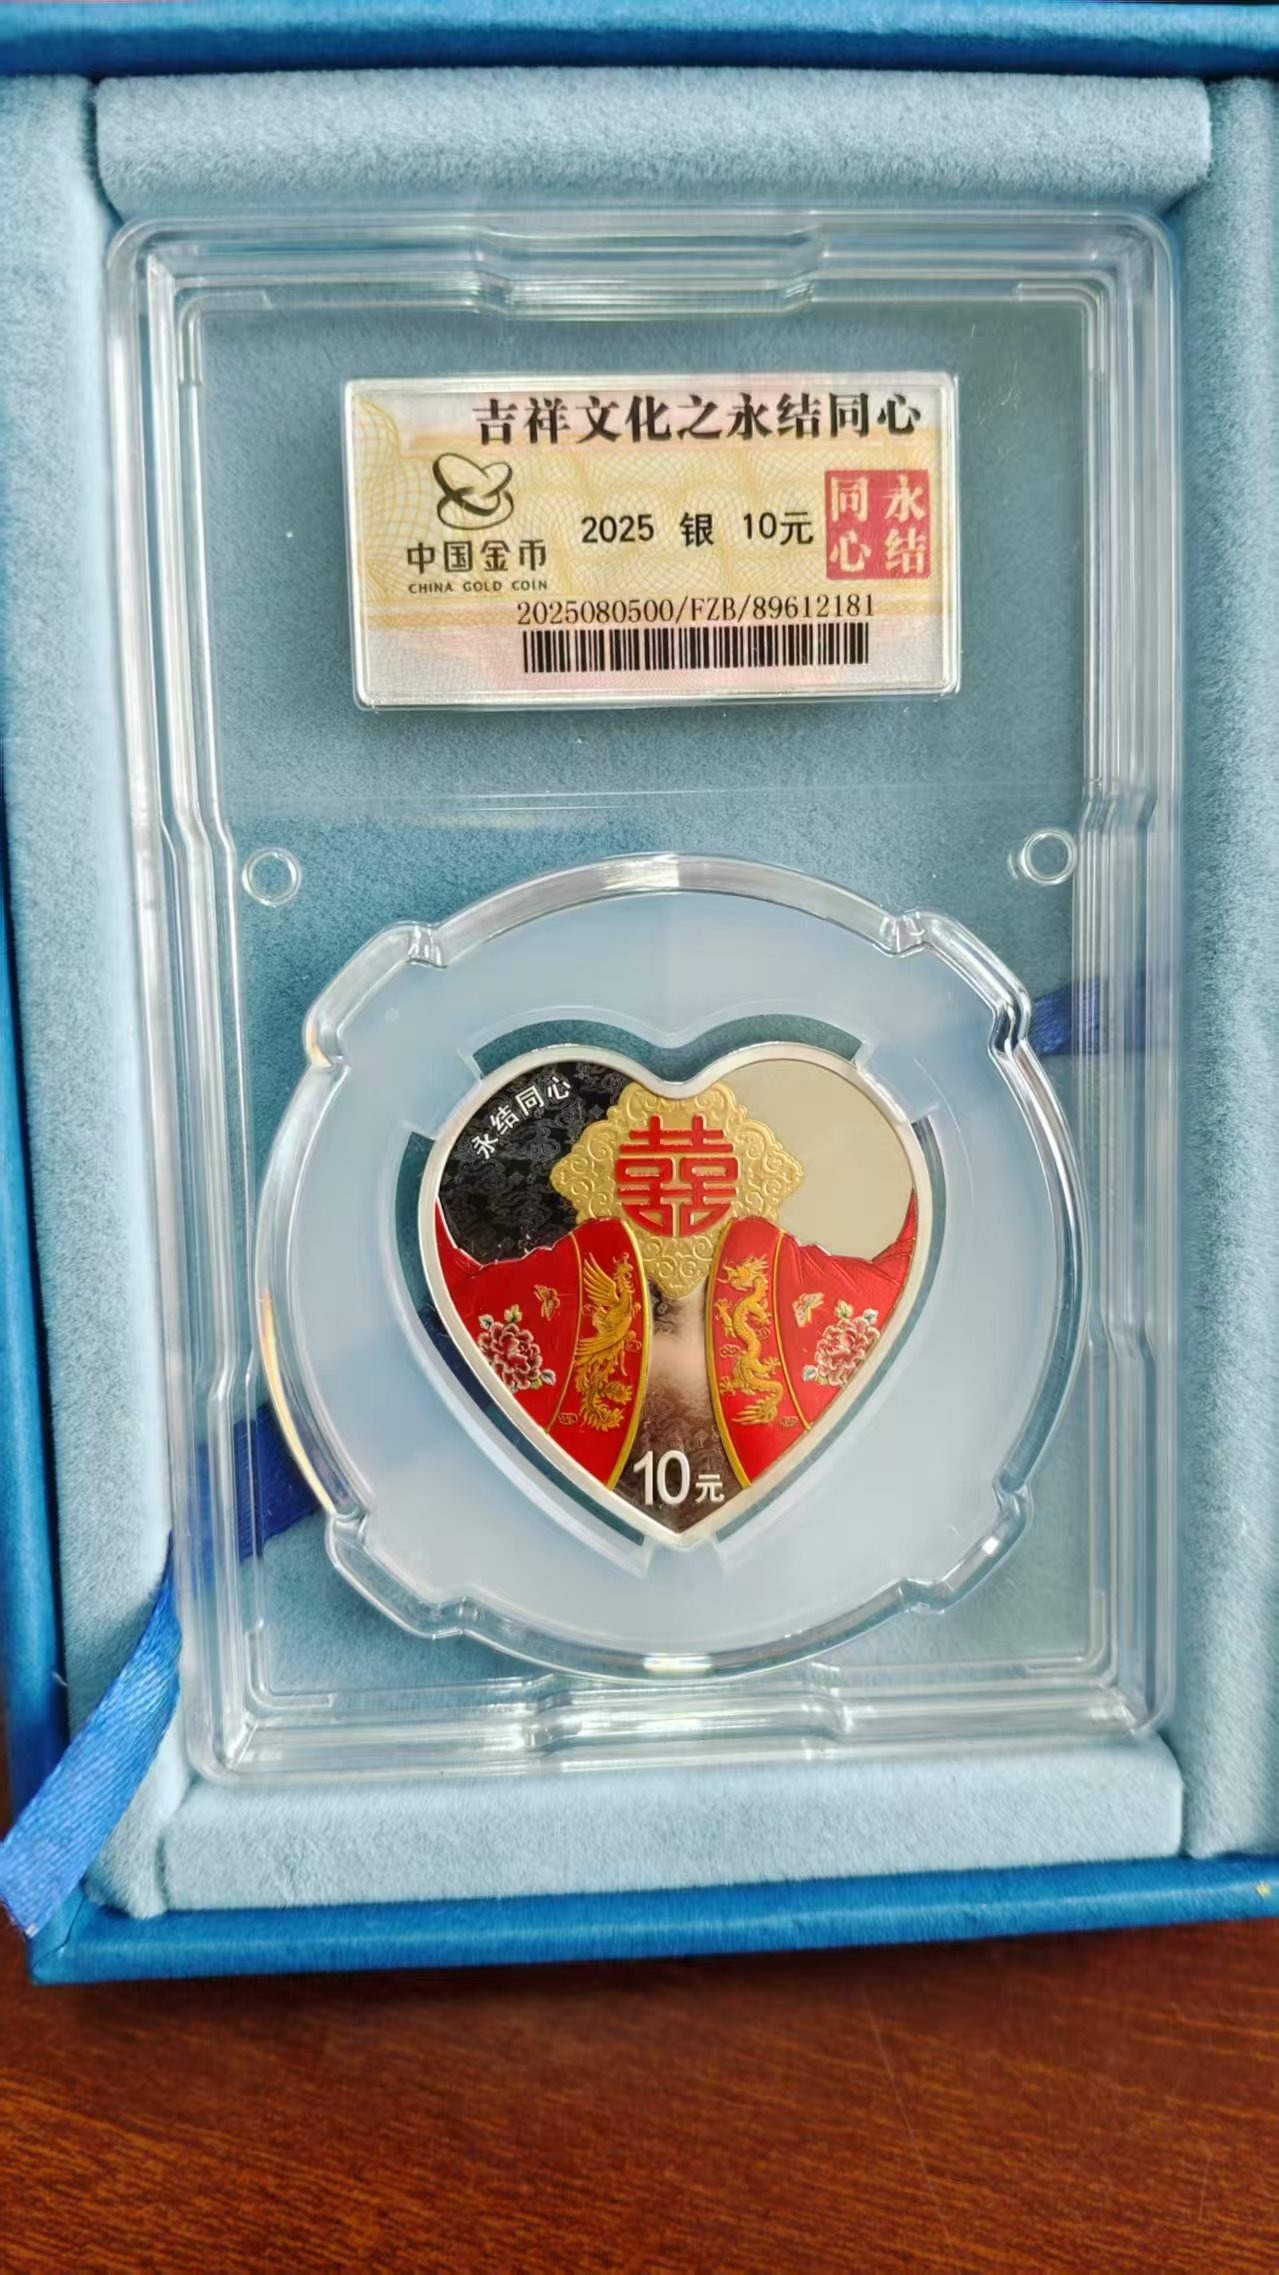 吉祥文化之永结同心
中国金币
CHINA GOLD COIN
2025 银 10元
永结
同心
2025080500/FZB/89612181
永结同心
囍
10元